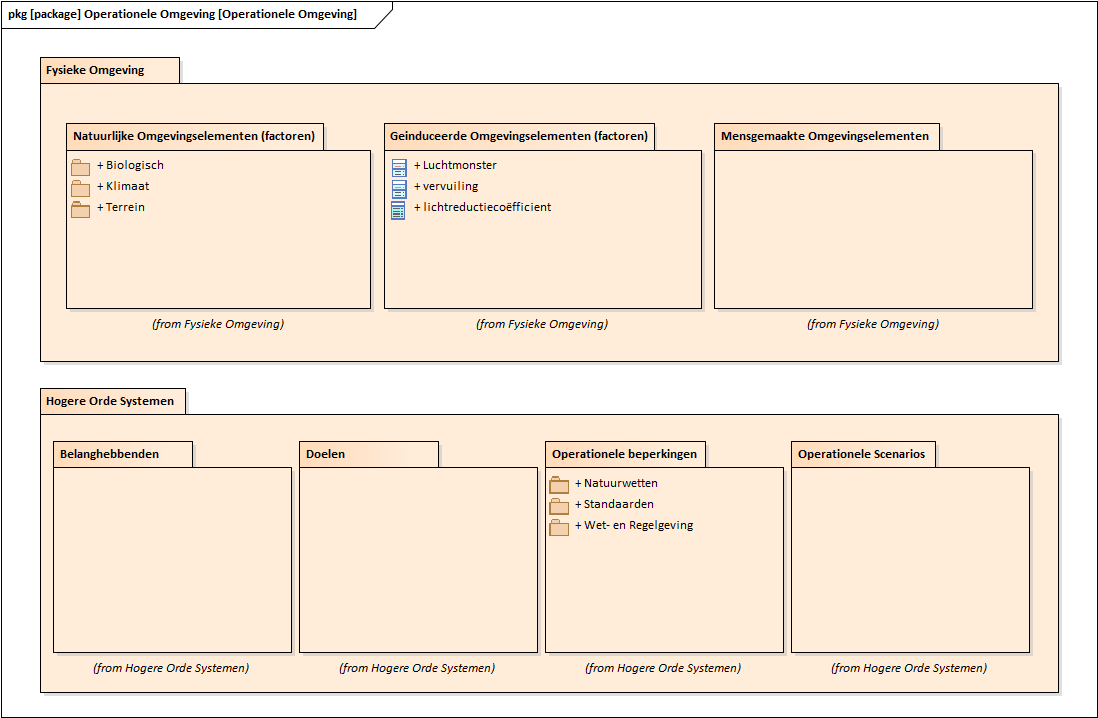 pkg [package] Operationele Omgeving [Operationele Omgeving]
Fysieke Omgeving
Natuurlijke Omgevingselementen (factoren)
+ Biologisch
+ Klimaat
+ Terrein
(from Fysieke Omgeving)
Geinduceerde Omgevingselementen (factoren)
+ Luchtmonster
+ vervuiling
+ lichtreductiecoëfficient
(from Fysieke Omgeving)
Mensgemaakte Omgevingselementen
(from Fysieke Omgeving)
Hogere Orde Systemen
Belanghebbenden
(from Hogere Orde Systemen)
Doelen
(from Hogere Orde Systemen)
Operationele beperkingen
+ Natuurwetten
+ Standaarden
+ Wet- en Regelgeving
(from Hogere Orde Systemen)
Operationele Scenarios
(from Hogere Orde Systemen)